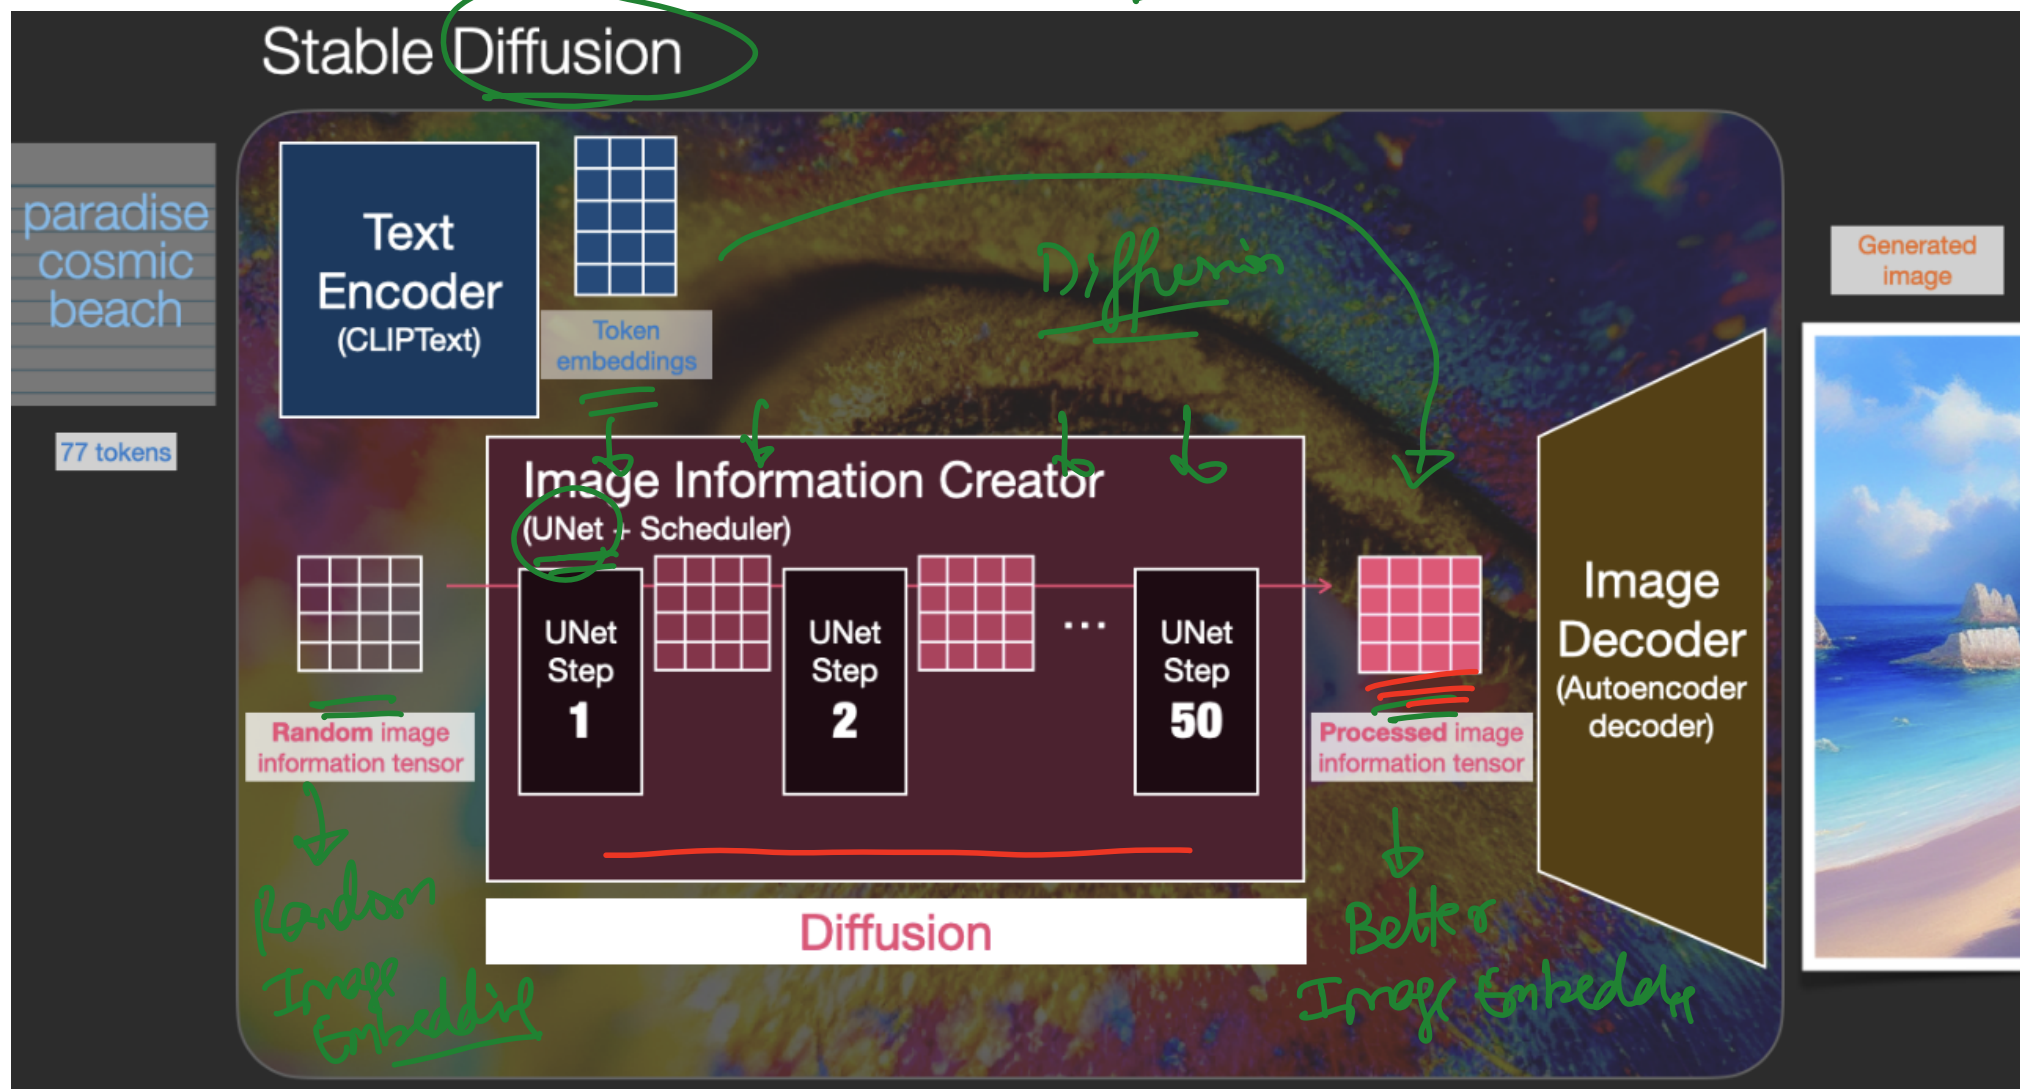 Stable Diffusion
paradise
cosmic
beach
77 tokens
Text
Encoder
(CLIPText)
Token
embeddings
Diffusion
Generated
image
Image Information Creator
(UNet + Scheduler)
UNet
Step
1
UNet
Step
2
...
UNet
Step
50
Random image
information tensor
Processed image
information tensor
Image
Decoder
(Autoencoder
decoder)
Random
Image
Embedding
Diffusion
Better
Image Embedding